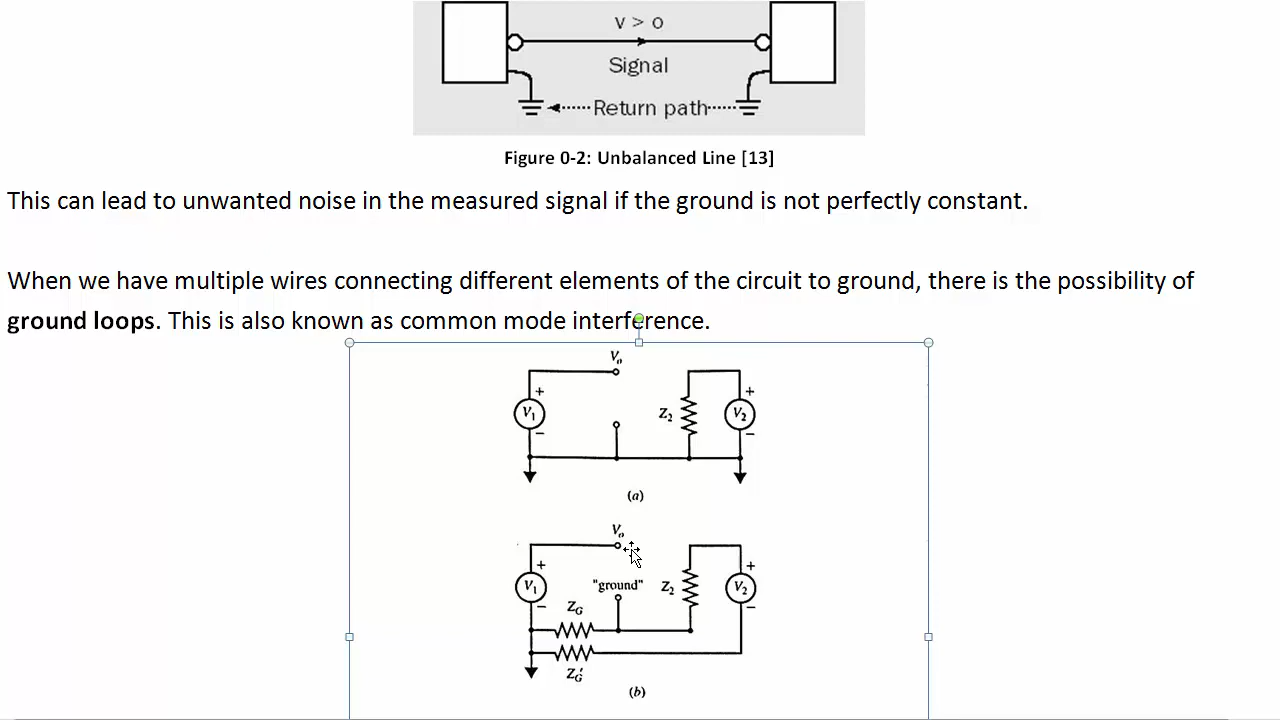 V > 0
Signal
Return path
Figure 0-2: Unbalanced Line [13]
This can lead to unwanted noise in the measured signal if the ground is not perfectly constant.
When we have multiple wires connecting different elements of the circuit to ground, there is the possibility of
ground loops. This is also known as common mode interference.
Vo
+ +
V1 Z2 V2
− −
(a)
Vo
+ +
V1 "ground" Z2 V2
− −
ZG
ZG′
(b)